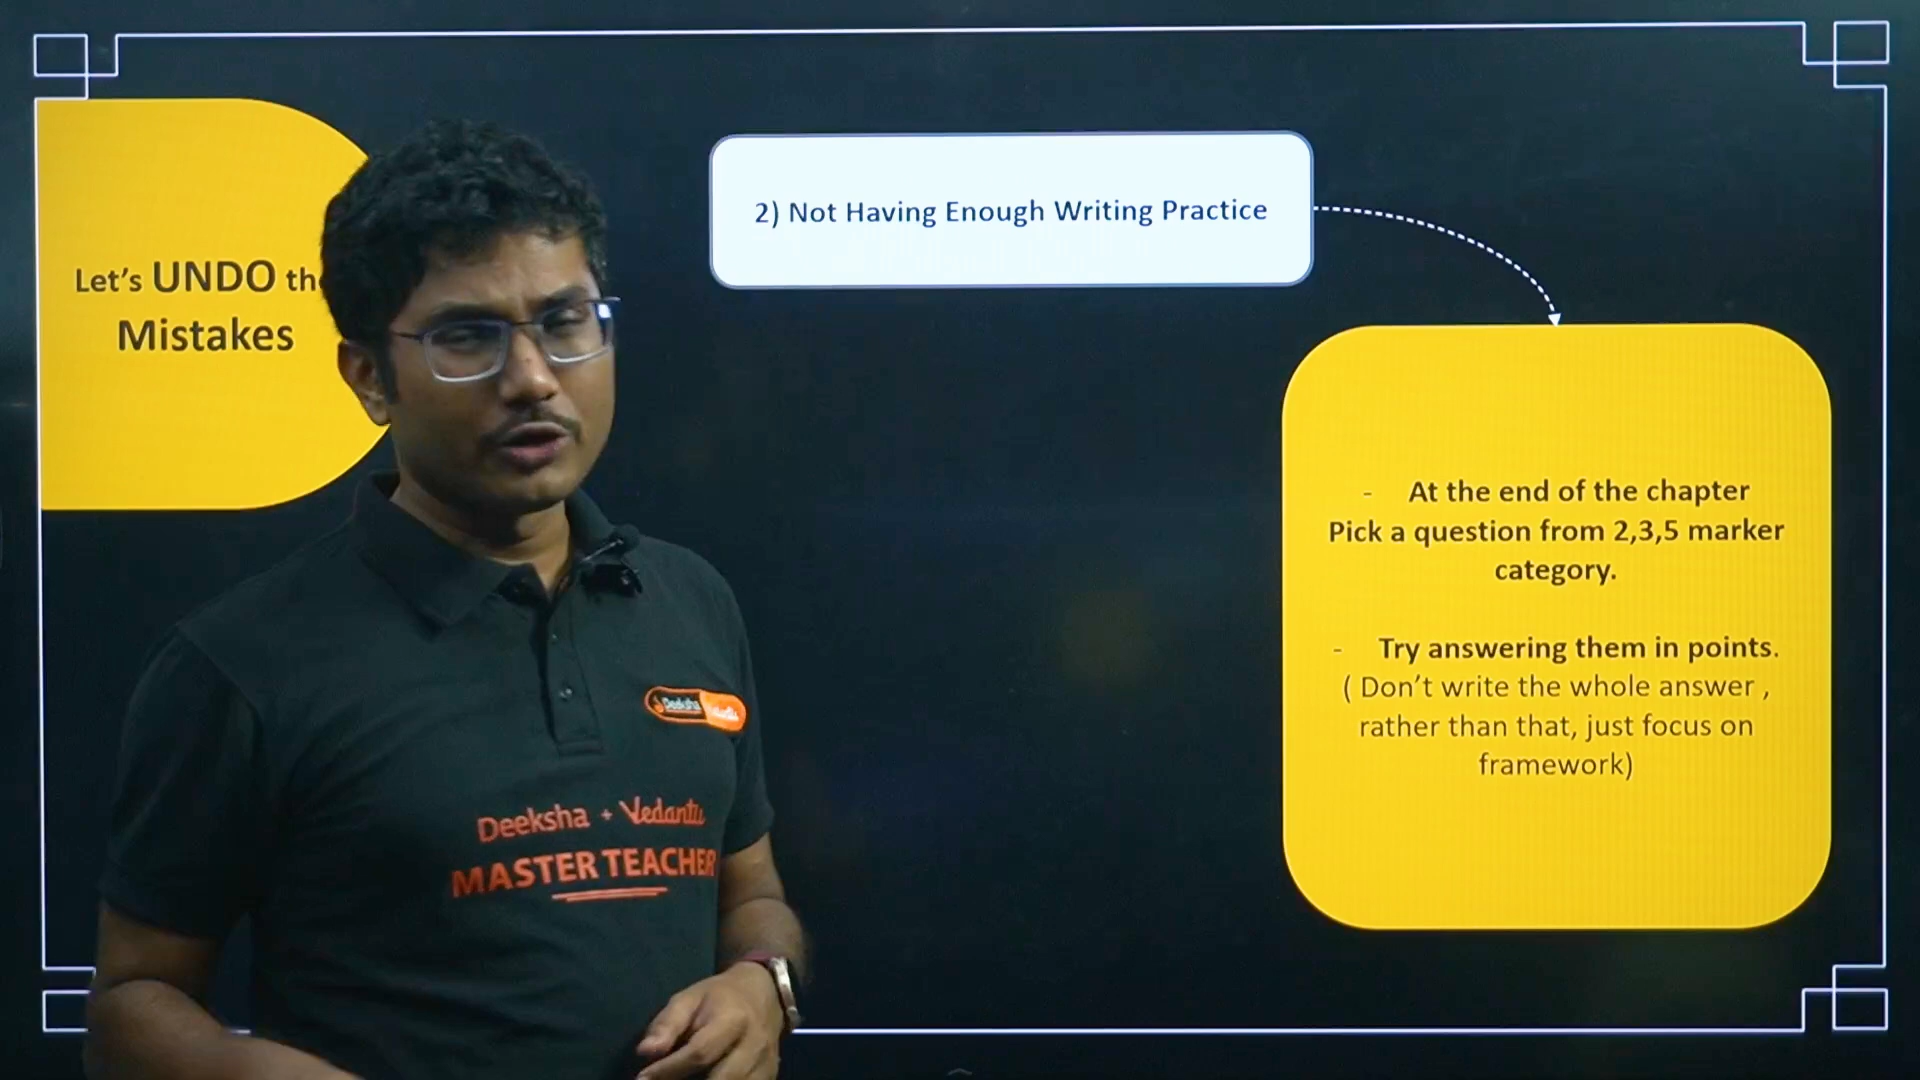 Let's UNDO th
Mistakes
2) Not Having Enough Writing Practice
- At the end of the chapter
Pick a question from 2,3,5 marker
category.
- Try answering them in points.
( Don't write the whole answer ,
rather than that, just focus on
framework)
Deeksha
Deeksha + Vedantu
MASTER TEACHER